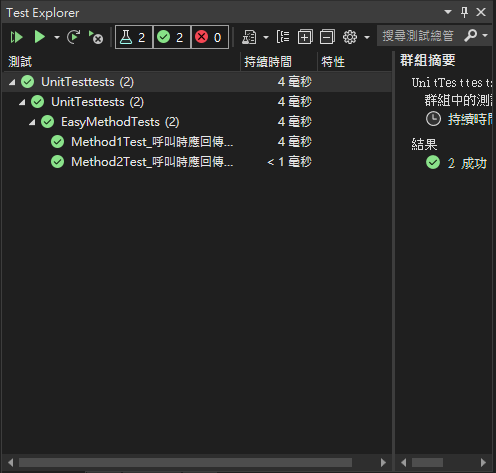 Test Explorer
2 2 0 搜尋測試總管
測試 持續時間 特性
UnitTesttests (2) 4 毫秒
UnitTesttests (2) 4 毫秒
EasyMethodTests (2) 4 毫秒
Method1Test_呼叫時應回傳... 4 毫秒
Method2Test_呼叫時應回傳... < 1 毫秒
群組摘要
UnitTesttests
群組中的測
持續時間
結果
2 成功